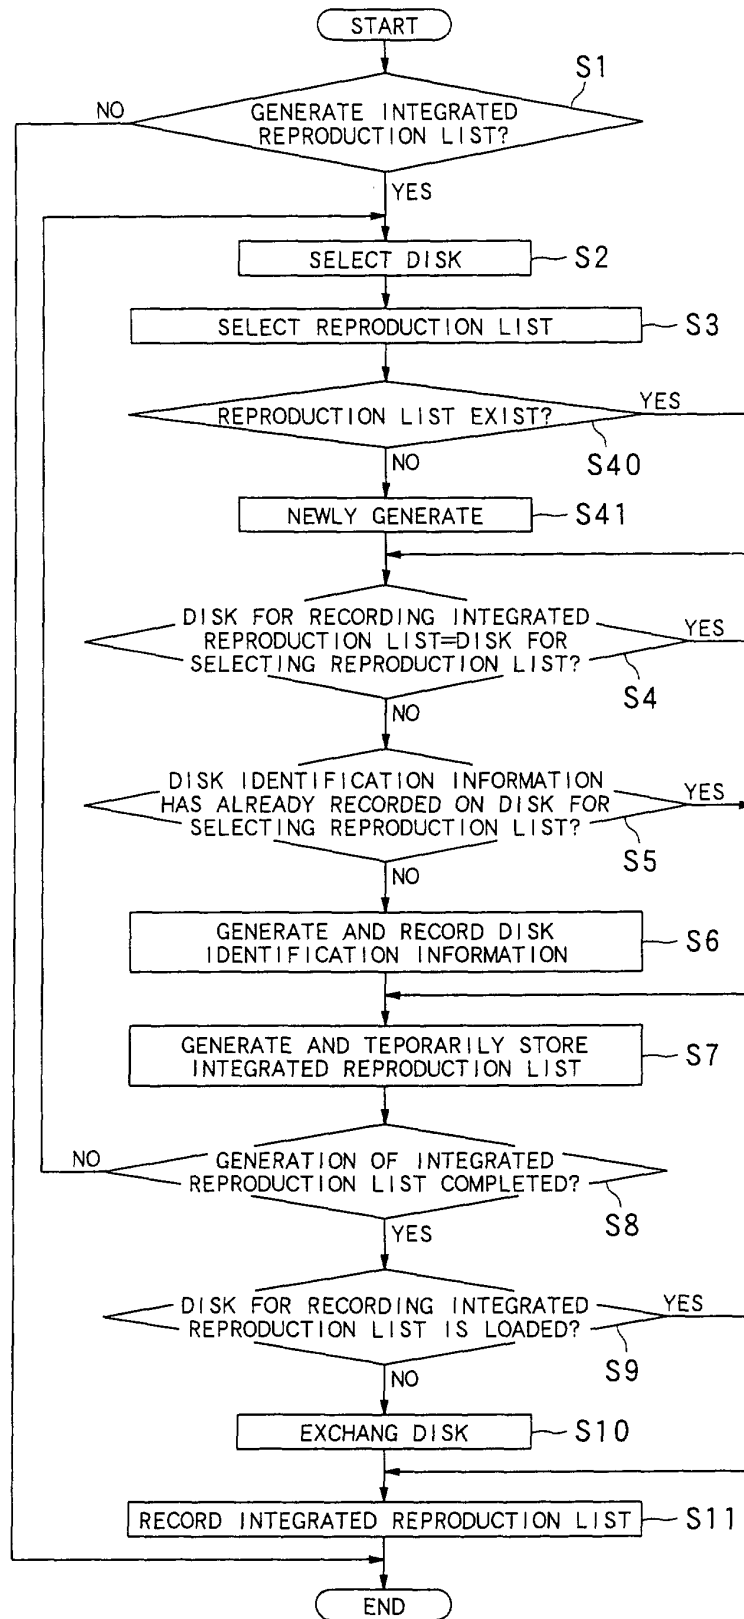 START
S1
NO
GENERATE INTEGRATED
REPRODUCTION LIST?
YES
SELECT DISK
S2
SELECT REPRODUCTION LIST
S3
REPRODUCTION LIST EXIST?
YES
S40
NO
NEWLY GENERATE
S41
DISK FOR RECORDING INTEGRATED
REPRODUCTION LIST=DISK FOR
SELECTING REPRODUCTION LIST?
YES
S4
NO
DISK IDENTIFICATION INFORMATION
HAS ALREADY RECORDED ON DISK FOR
SELECTING REPRODUCTION LIST?
YES
S5
NO
GENERATE AND RECORD DISK
IDENTIFICATION INFORMATION
S6
GENERATE AND TEPORARILY STORE
INTEGRATED REPRODUCTION LIST
S7
NO
GENERATION OF INTEGRATED
REPRODUCTION LIST COMPLETED?
S8
YES
DISK FOR RECORDING INTEGRATED
REPRODUCTION LIST IS LOADED?
YES
S9
NO
EXCHANG DISK
S10
RECORD INTEGRATED REPRODUCTION LIST
S11
END